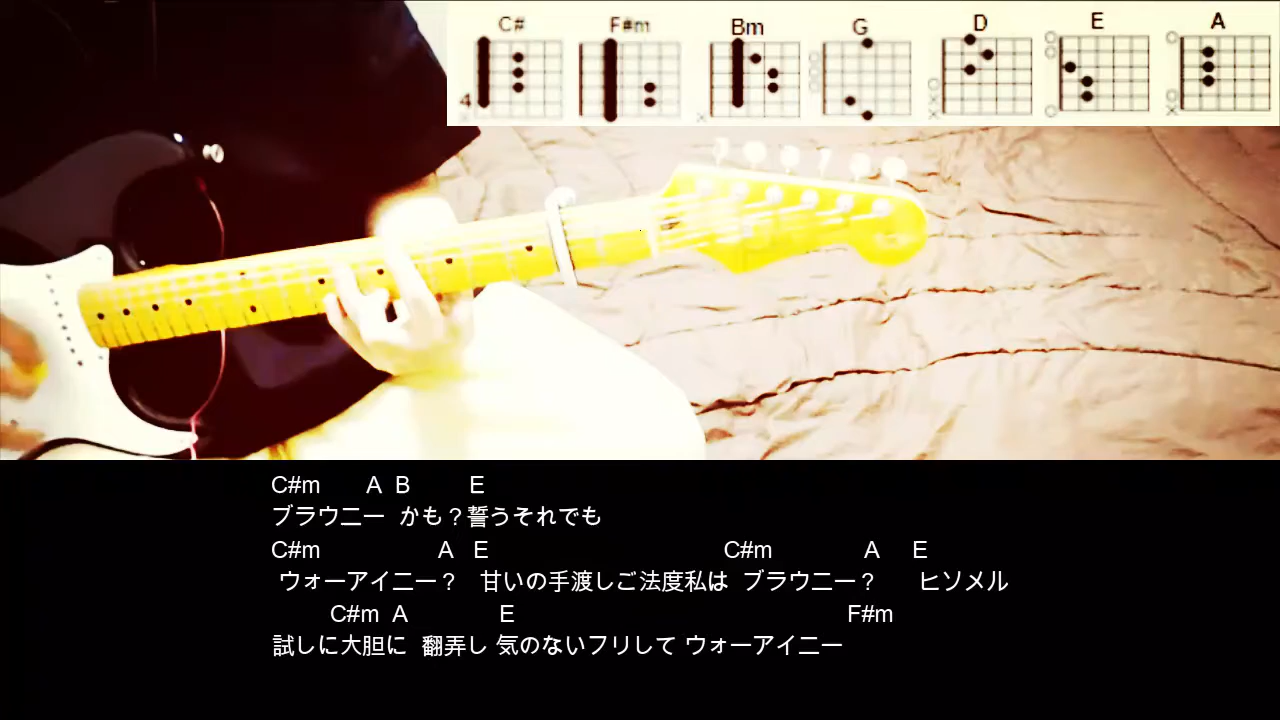 C# F#m Bm G D E A
4
C#m A B E
ブラウニー かも？誓うそれでも
C#m A E C#m A E
ウォーアイニー？ 甘いの手渡しご法度私は ブラウニー？ ヒソメル
C#m A E F#m
試しに大胆に 翻弄し 気のないフリして ウォーアイニー